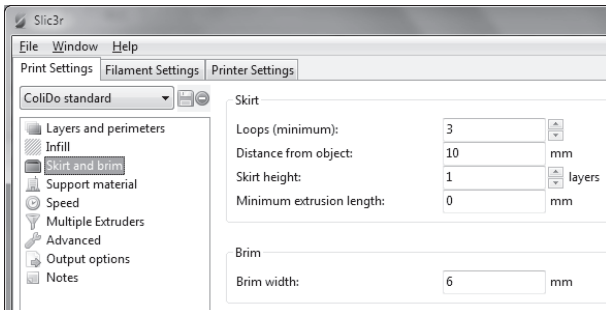 Slic3r
File Window Help
Print Settings Filament Settings Printer Settings
ColiDo standard
Layers and perimeters
Infill
Skirt and brim
Support material
Speed
Multiple Extruders
Advanced
Output options
Notes
Skirt
Loops (minimum): 3
Distance from object: 10 mm
Skirt height: 1 layers
Minimum extrusion length: 0 mm
Brim
Brim width: 6 mm